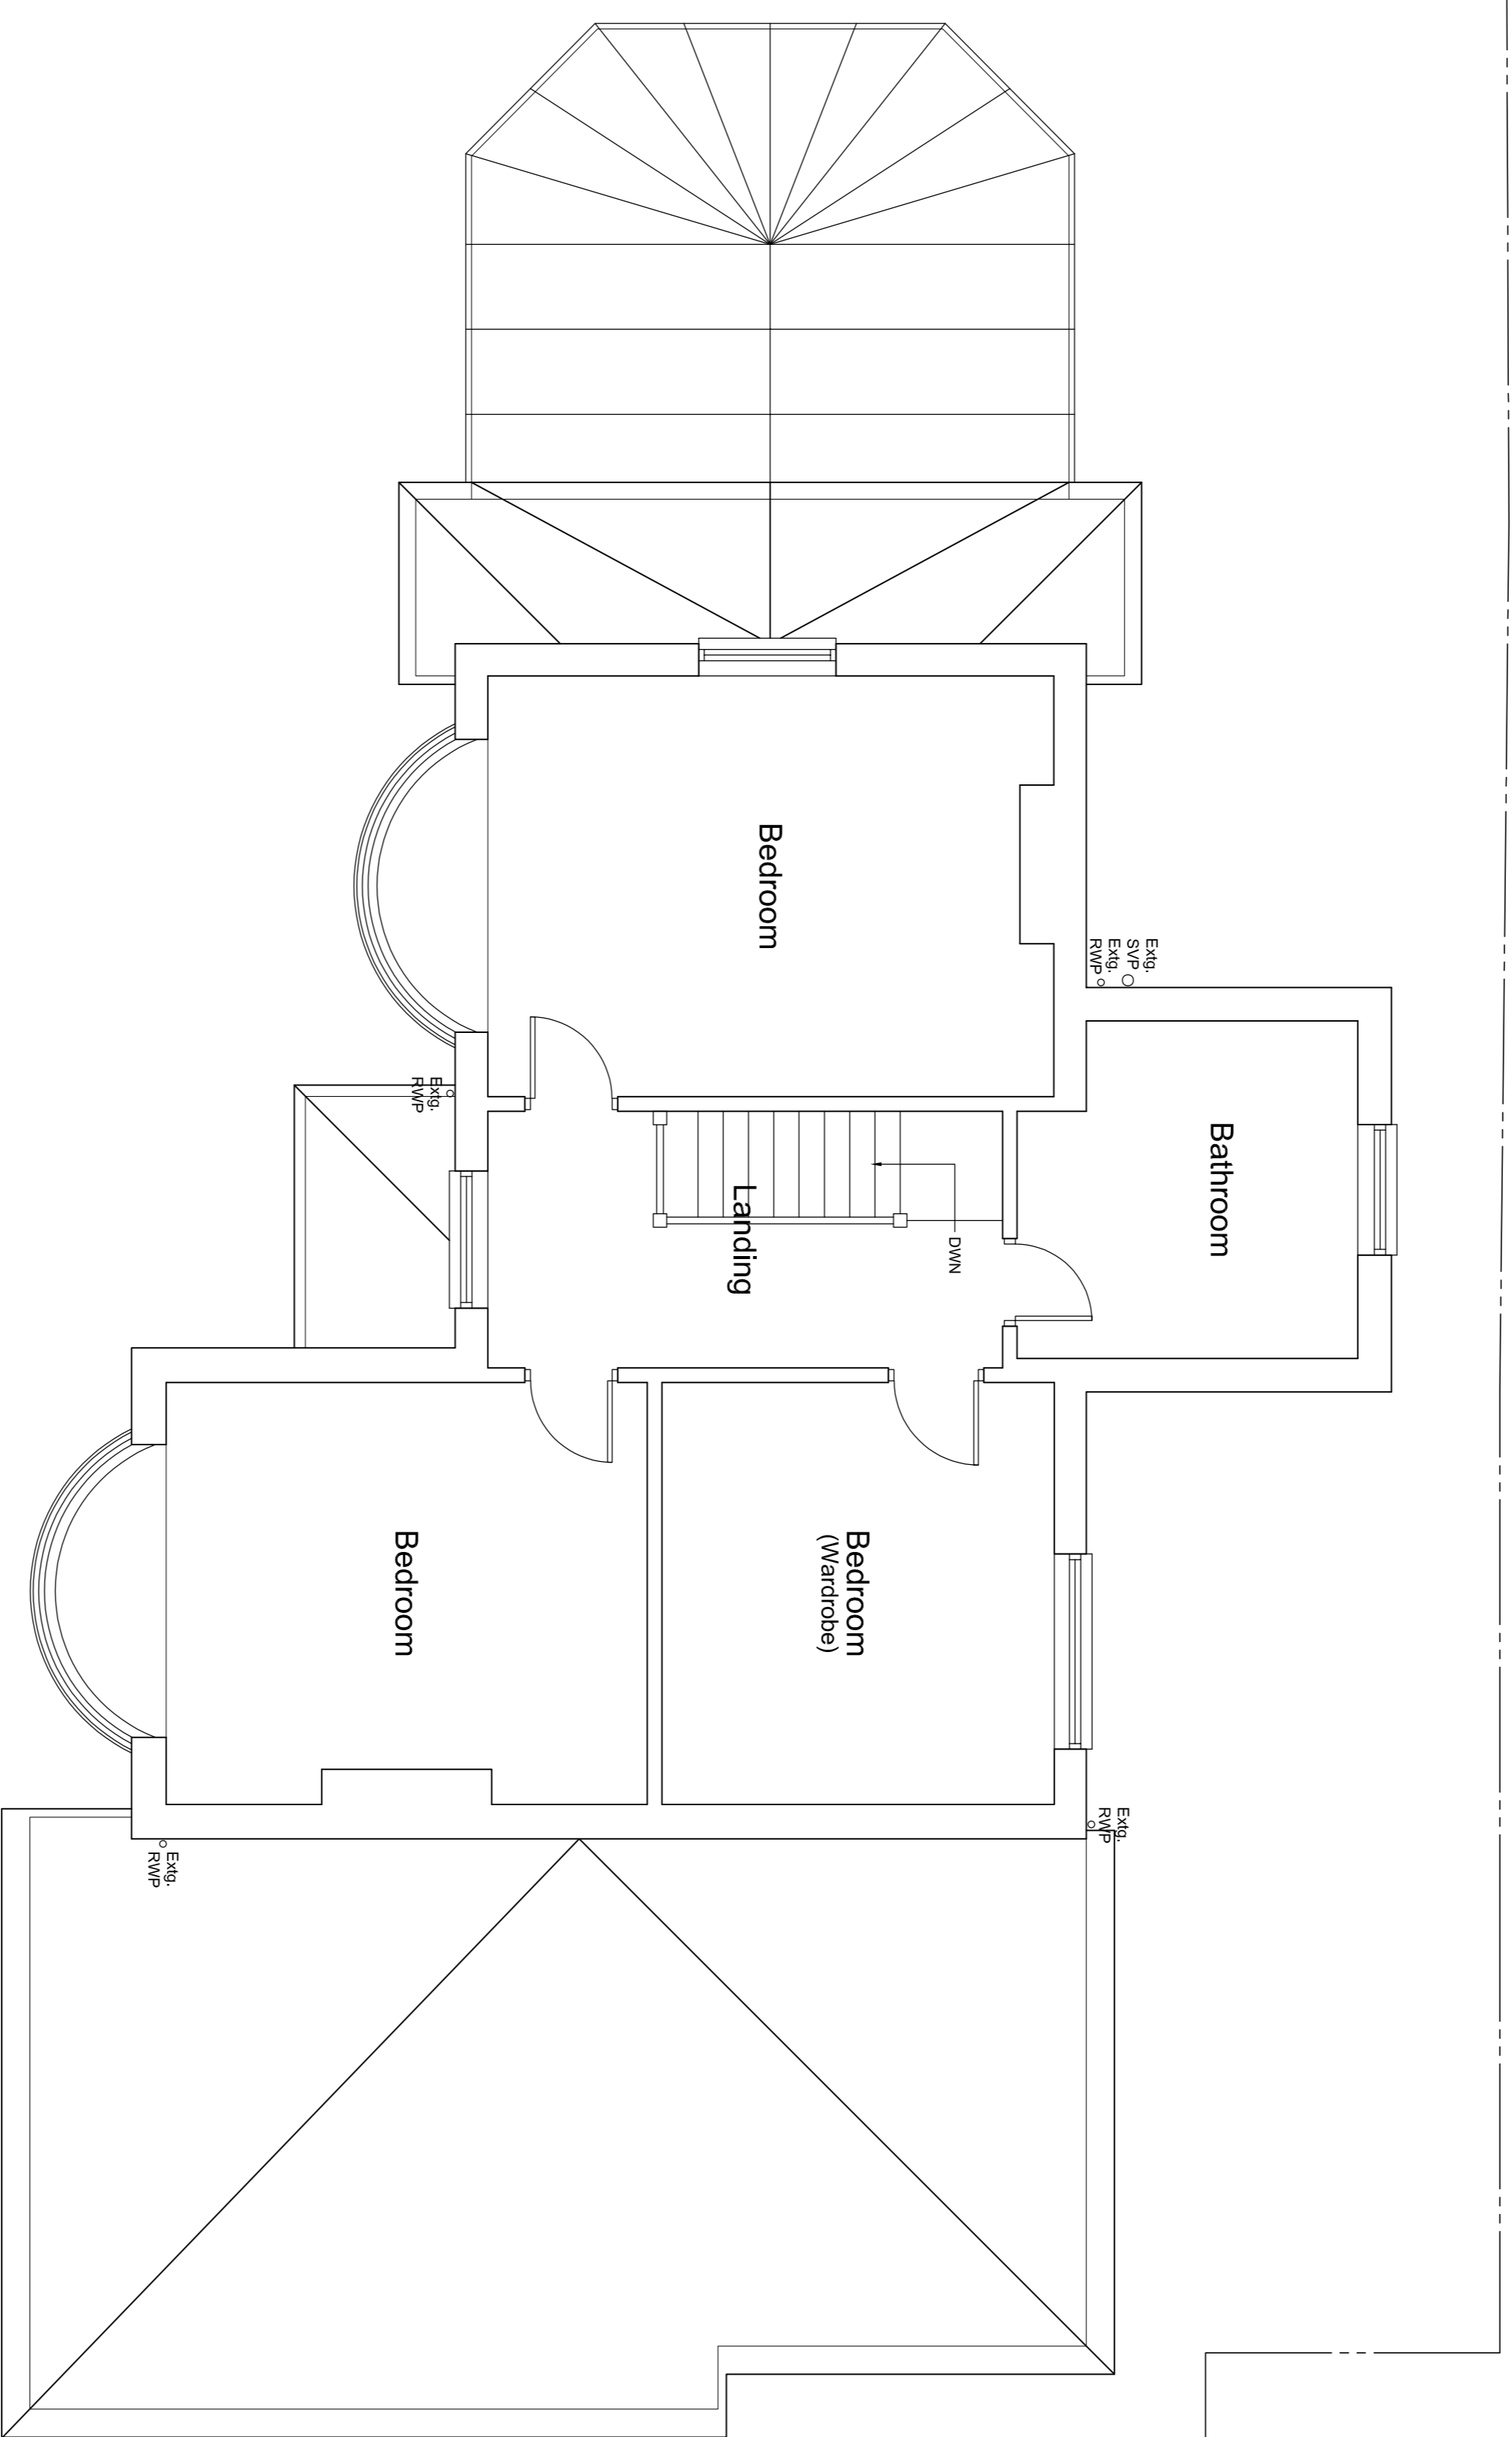 Extg.
SVP
Extg.
RWP
Bathroom
Bedroom
DWN
Landing
Extg.
RWP
Bedroom
(Wardrobe)
Bedroom
Extg.
RWP
Extg.
RWP